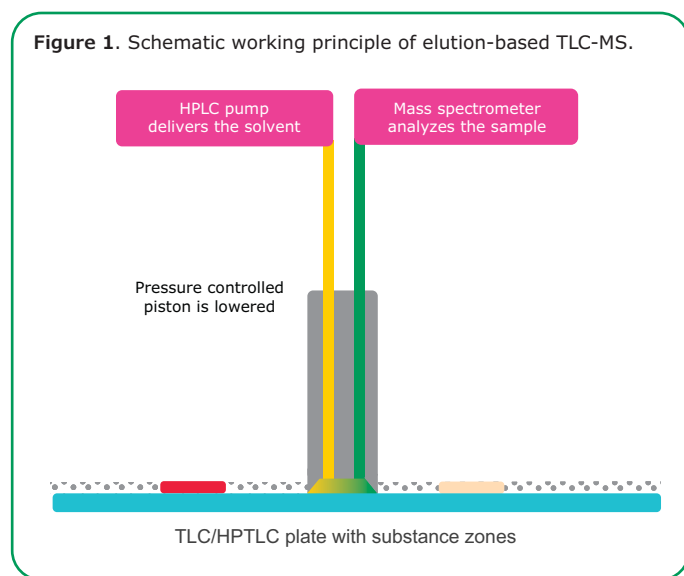 Figure 1. Schematic working principle of elution-based TLC-MS.
HPLC pump
delivers the solvent
Mass spectrometer
analyzes the sample
Pressure controlled
piston is lowered
TLC/HPTLC plate with substance zones